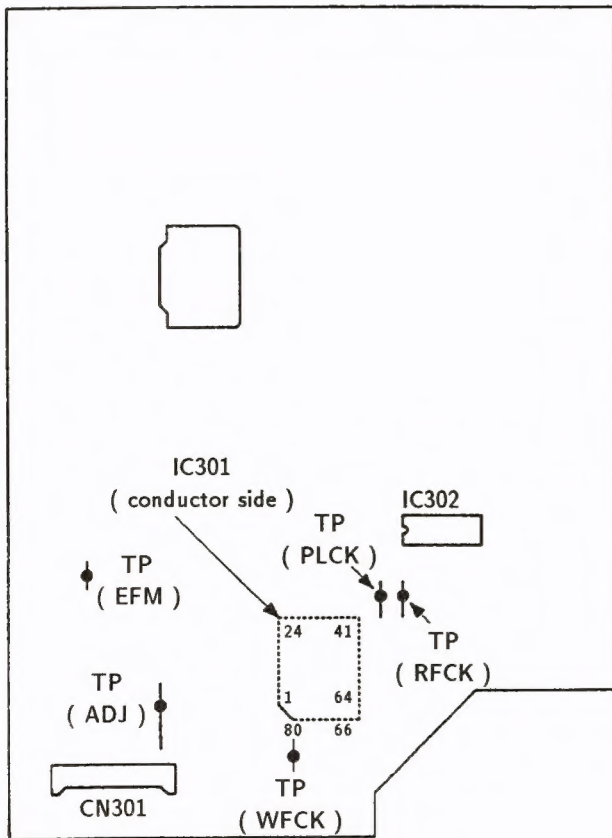 IC301
( conductor side )
IC302
TP
( PLCK )
TP
( EFM )
TP
( RFCK )
24 41
1 64
80 66
TP
( ADJ )
CN301
TP
( WFCK )